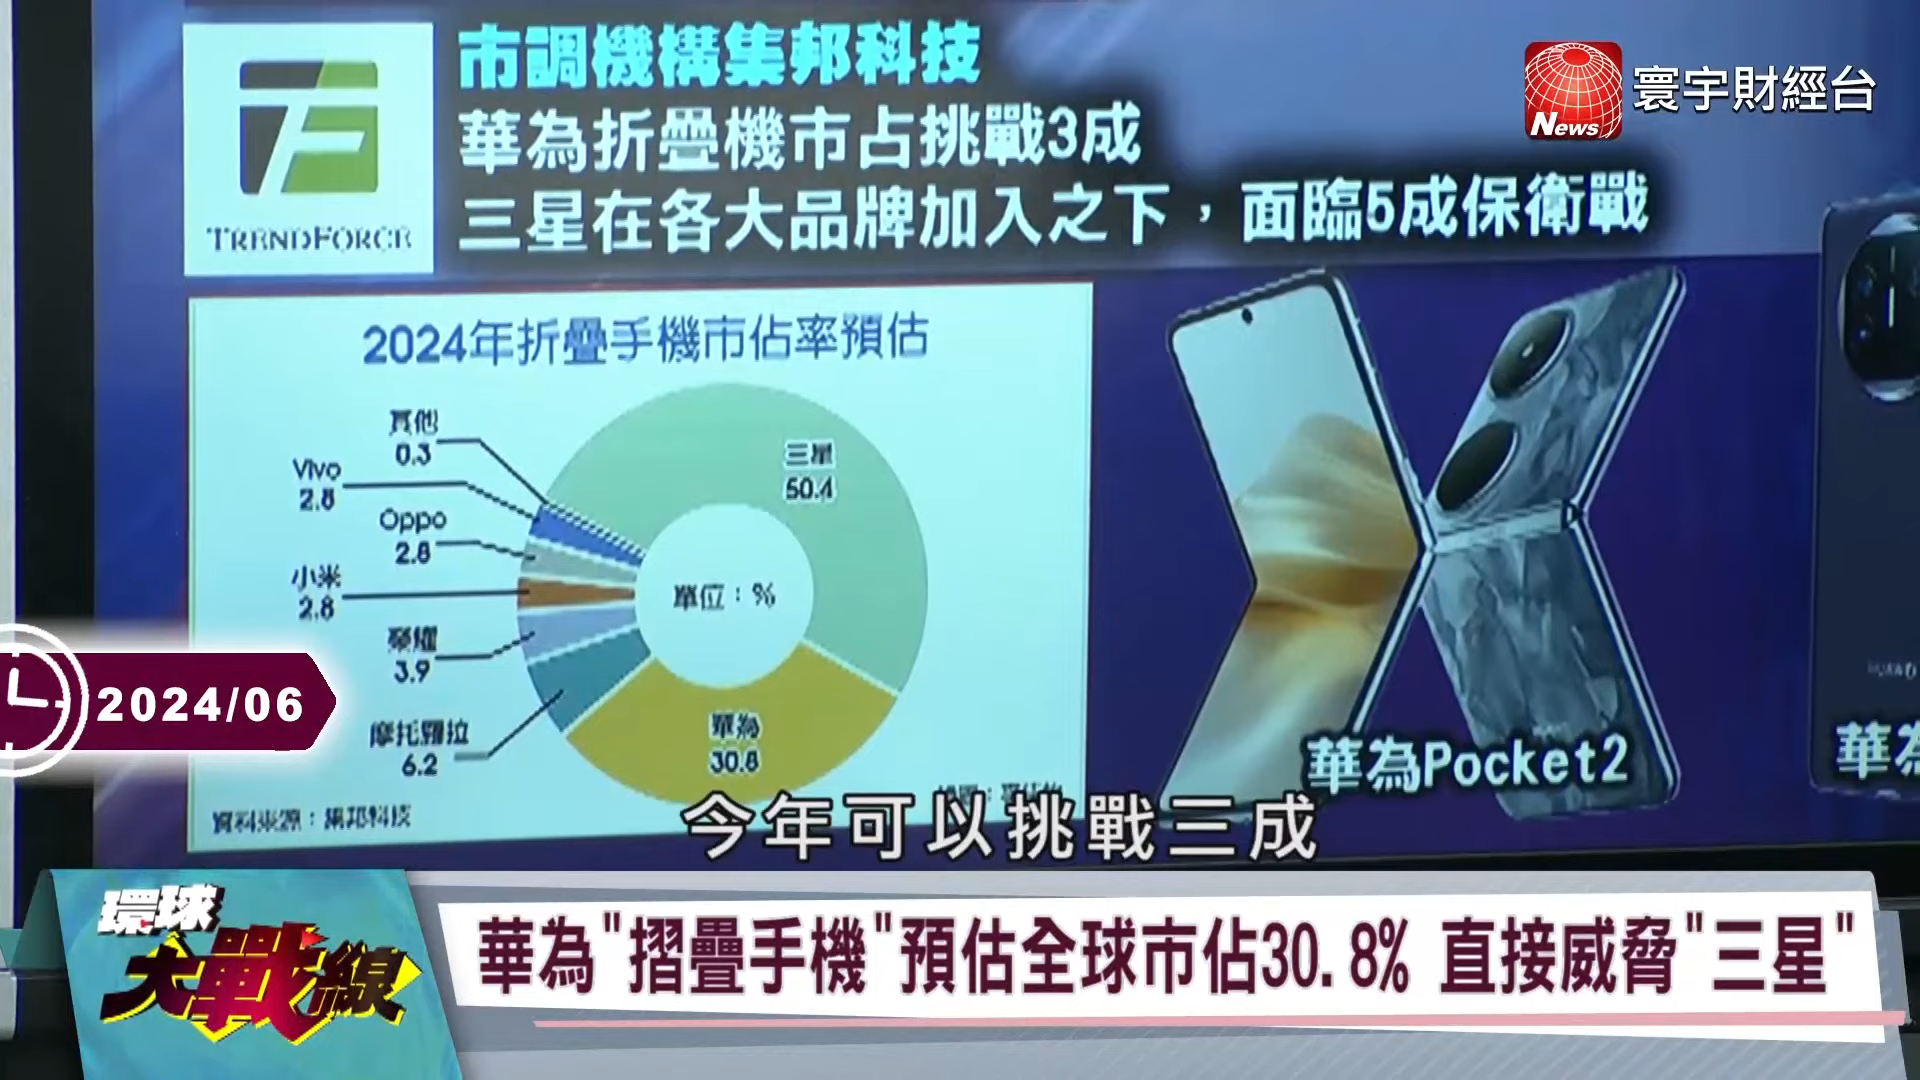 市調機構集邦科技
華為折疊機市占挑戰3成
三星在各大品牌加入之下，面臨5成保衛戰
TRENDFORCE
News
寰宇財經台
2024年折疊手機市佔率預估
其他
0.3
Vivo
2.8
Oppo
2.8
小米
2.8
榮耀
3.9
摩托羅拉
6.2
三星
50.4
單位：%
華為
30.8
資料來源：集邦科技
華為Pocket2
HUAWEI
華為
2024/06
今年可以挑戰三成
環球
大戰線
華為"摺疊手機"預估全球市佔30.8% 直接威脅"三星"